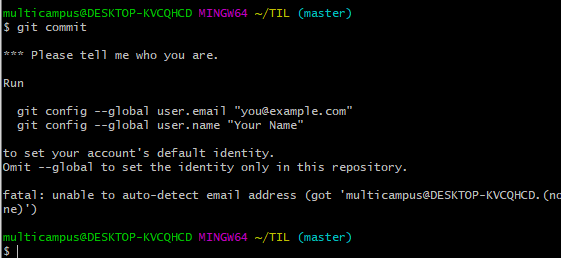 multicampus@DESKTOP-KVCQHCD MINGW64 ~/TIL (master)
$ git commit
*** Please tell me who you are.
Run
git config --global user.email "you@example.com"
git config --global user.name "Your Name"
to set your account's default identity.
Omit --global to set the identity only in this repository.
fatal: unable to auto-detect email address (got 'multicampus@DESKTOP-KVCQHCD.(no
ne)')
multicampus@DESKTOP-KVCQHCD MINGW64 ~/TIL (master)
$